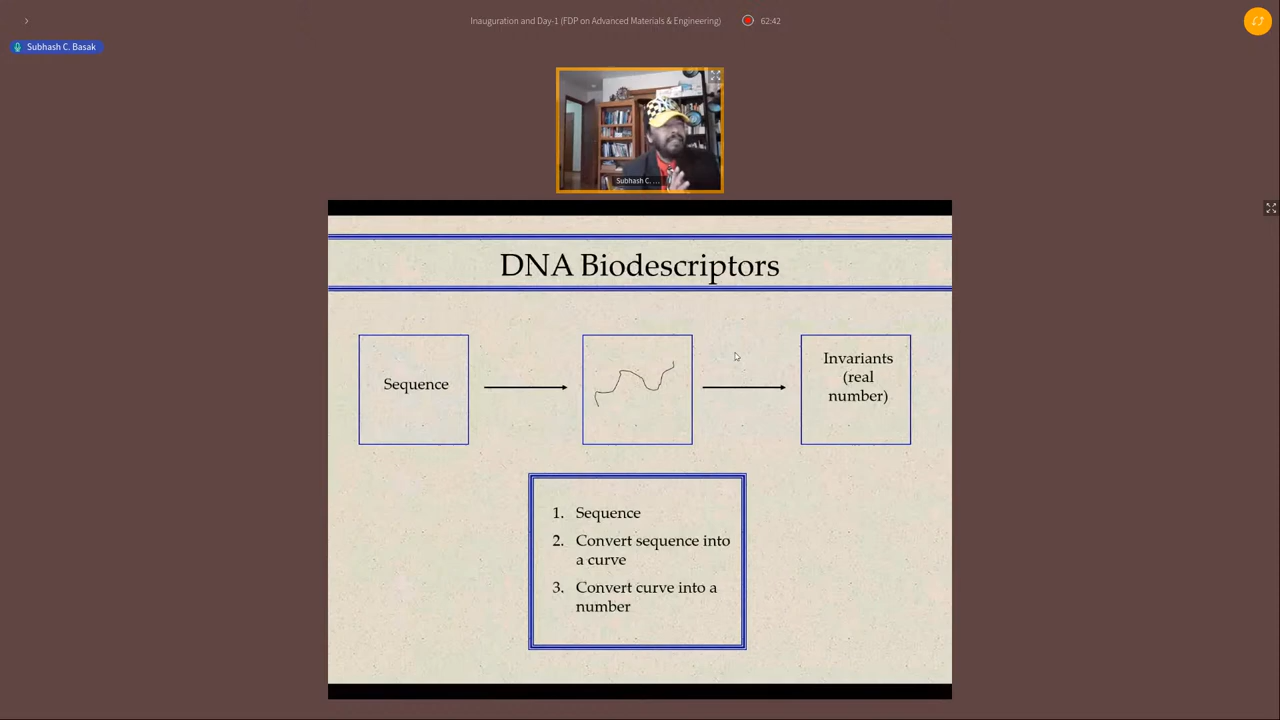 Inauguration and Day-1 (FDP on Advanced Materials & Engineering)
62:42
Subhash C. Basak
Subhash C. ...
DNA Biodescriptors
Sequence
Invariants
(real
number)
1. Sequence
2. Convert sequence into
a curve
3. Convert curve into a
number